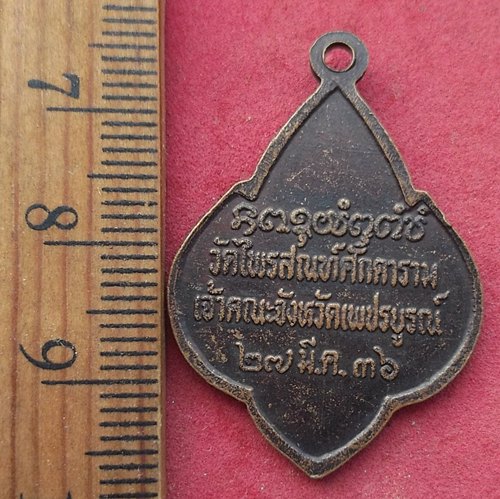 7
8
9
วัดไพรสณฑ์ศักดาราม
เจ้าคณะจังหวัดเพชรบูรณ์
๒๗ มี.ค. ๓๖